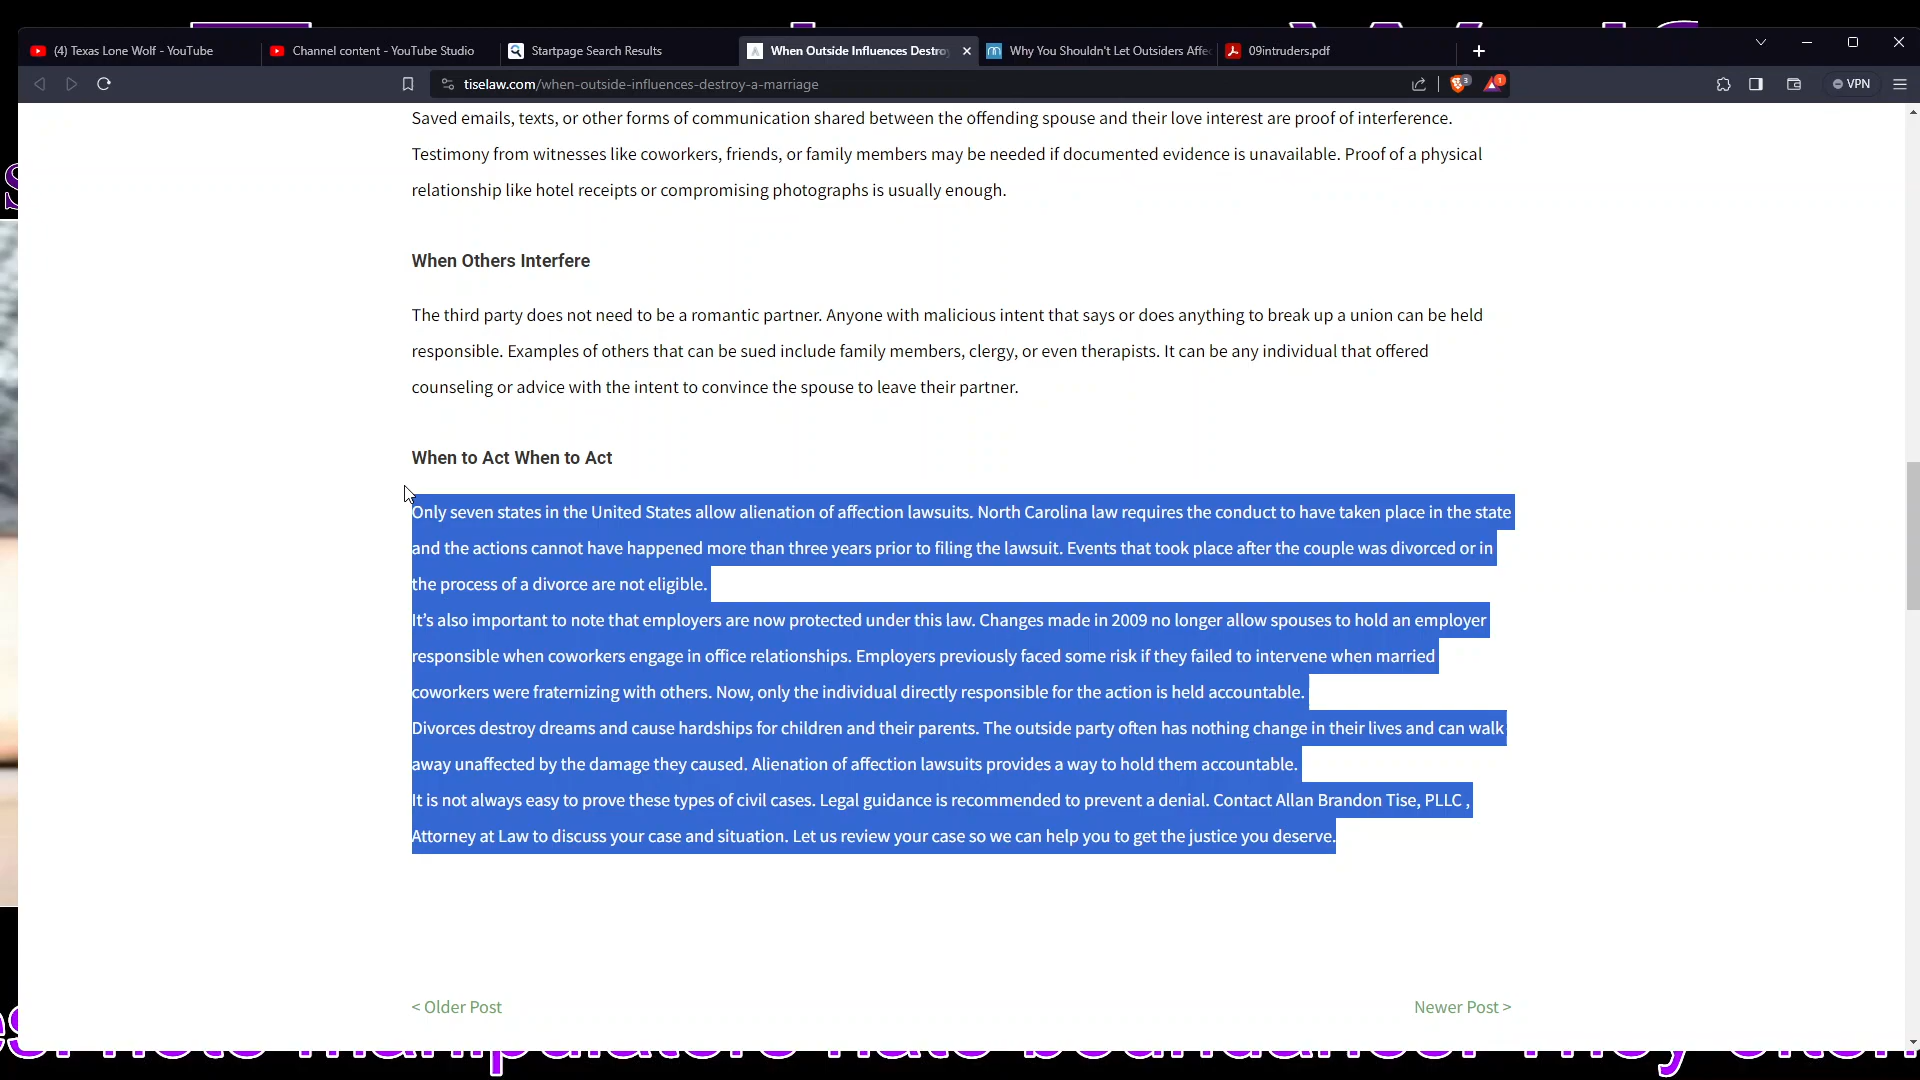 (4) Texas Lone Wolf - YouTube
Channel content - YouTube Studio
Startpage Search Results
When Outside Influences Destro
Why You Shouldn't Let Outsiders Affe
09intruders.pdf
tiselaw.com/when-outside-influences-destroy-a-marriage
3
1
VPN
Saved emails, texts, or other forms of communication shared between the offending spouse and their love interest are proof of interference.
Testimony from witnesses like coworkers, friends, or family members may be needed if documented evidence is unavailable. Proof of a physical
relationship like hotel receipts or compromising photographs is usually enough.
When Others Interfere
The third party does not need to be a romantic partner. Anyone with malicious intent that says or does anything to break up a union can be held
responsible. Examples of others that can be sued include family members, clergy, or even therapists. It can be any individual that offered
counseling or advice with the intent to convince the spouse to leave their partner.
When to Act When to Act
Only seven states in the United States allow alienation of affection lawsuits. North Carolina law requires the conduct to have taken place in the state
and the actions cannot have happened more than three years prior to filing the lawsuit. Events that took place after the couple was divorced or in
the process of a divorce are not eligible.
It's also important to note that employers are now protected under this law. Changes made in 2009 no longer allow spouses to hold an employer
responsible when coworkers engage in office relationships. Employers previously faced some risk if they failed to intervene when married
coworkers were fraternizing with others. Now, only the individual directly responsible for the action is held accountable.
Divorces destroy dreams and cause hardships for children and their parents. The outside party often has nothing change in their lives and can walk
away unaffected by the damage they caused. Alienation of affection lawsuits provides a way to hold them accountable.
It is not always easy to prove these types of civil cases. Legal guidance is recommended to prevent a denial. Contact Allan Brandon Tise, PLLC ,
Attorney at Law to discuss your case and situation. Let us review your case so we can help you to get the justice you deserve.
< Older Post
Newer Post >
manipulators hate boundaries. They